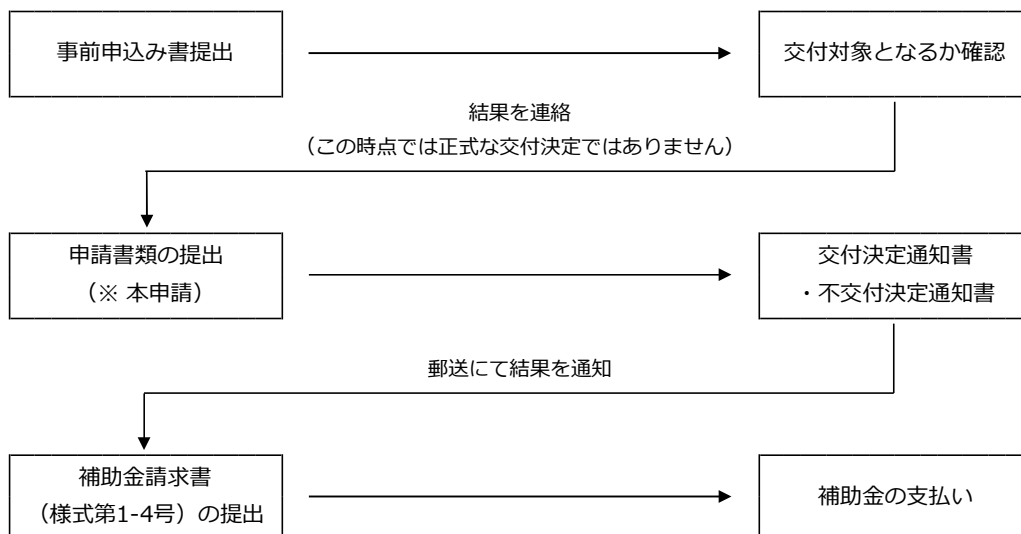 事前申込み書提出
交付対象となるか確認
結果を連絡
（この時点では正式な交付決定ではありません）
申請書類の提出
（※ 本申請）
交付決定通知書
・不交付決定通知書
郵送にて結果を通知
補助金請求書
（様式第1-4号）の提出
補助金の支払い